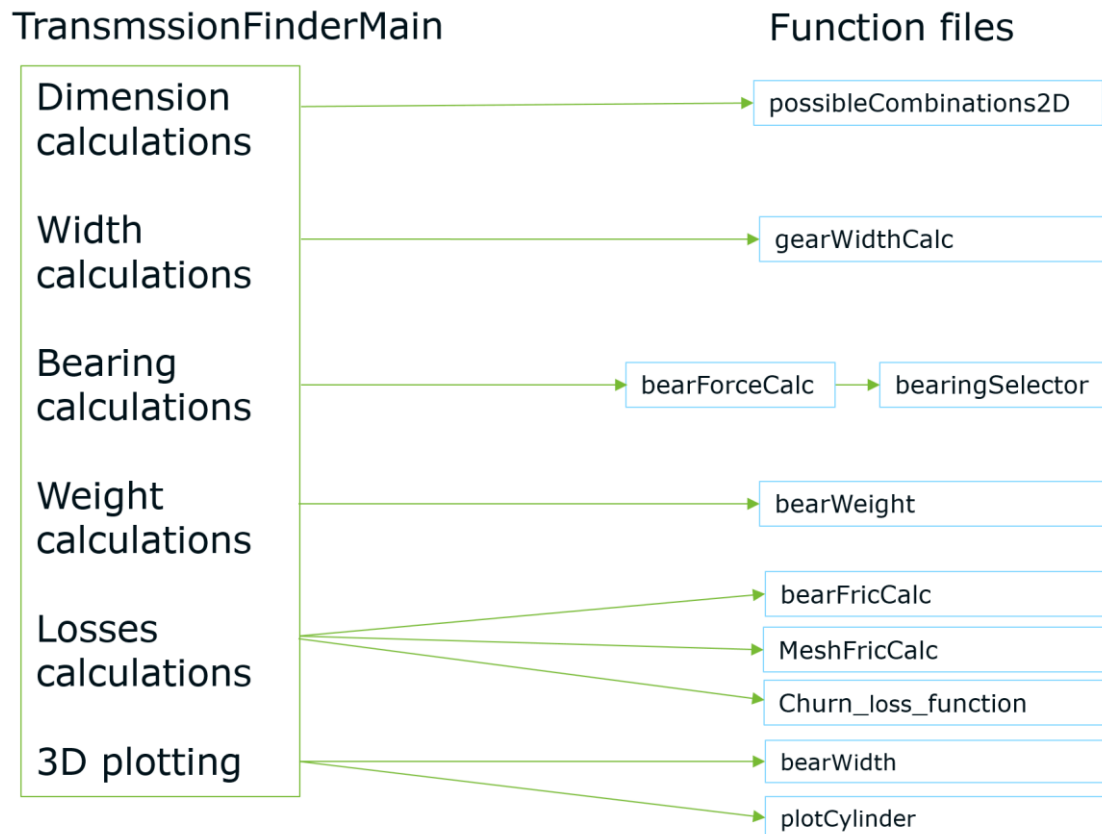 TransmssionFinderMain
Function files
Dimension
calculations
possibleCombinations2D
Width
calculations
gearWidthCalc
Bearing
calculations
bearForceCalc
bearingSelector
Weight
calculations
bearWeight
Losses
calculations
bearFricCalc
MeshFricCalc
Churn_loss_function
3D plotting
bearWidth
plotCylinder